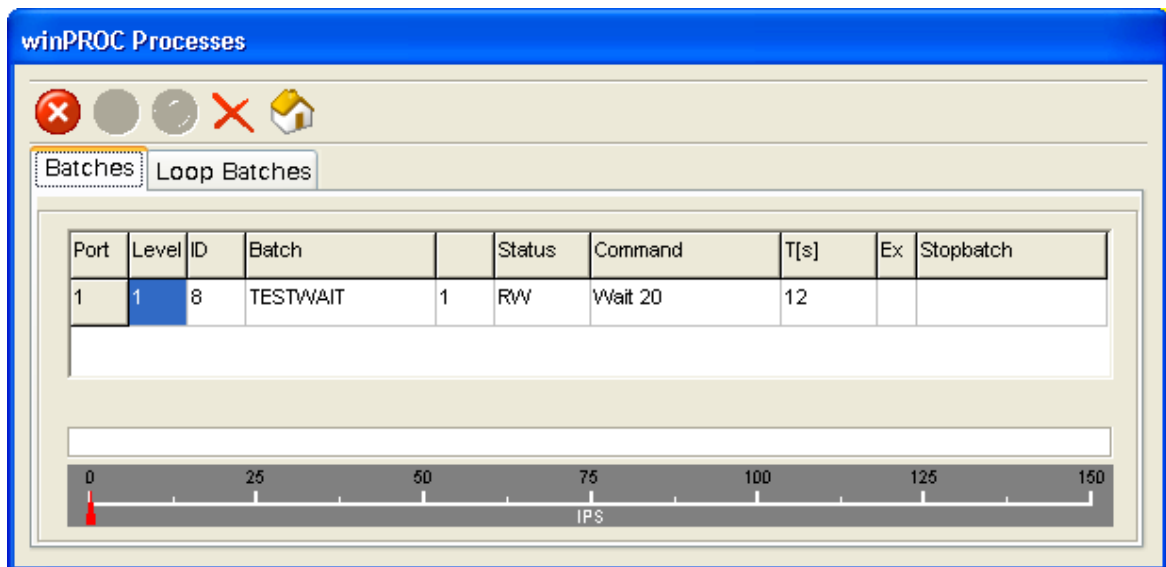 winPROC Processes
Batches Loop Batches
Port Level ID Batch Status Command T[s] Ex Stopbatch
1 1 8 TESTWAIT 1 RW Wait 20 12
0 25 50 75 100 125 150
IPS